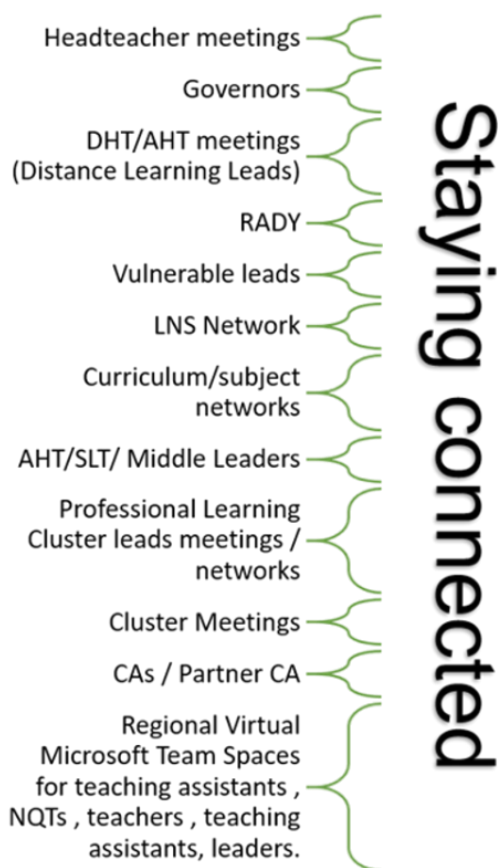 Headteacher meetings
Governors
DHT/AHT meetings
(Distance Learning Leads)
RADY
Vulnerable leads
LNS Network
Curriculum/subject
networks
AHT/SLT/ Middle Leaders
Professional Learning
Cluster leads meetings /
networks
Cluster Meetings
CAs / Partner CA
Regional Virtual
Microsoft Team Spaces
for teaching assistants ,
NQTs , teachers , teaching
assistants, leaders.
Staying connected